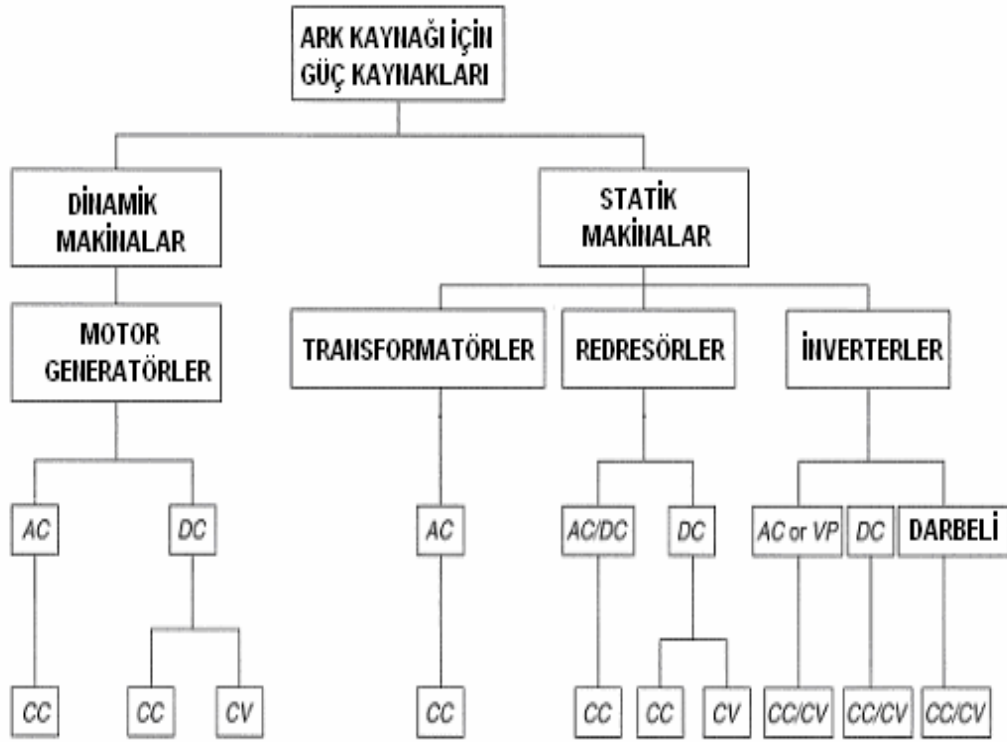 ARK KAYNAĞI İÇİN
GÜÇ KAYNAKLARI
DİNAMİK
MAKİNALAR
STATİK
MAKİNALAR
MOTOR
GENERATÖRLER
TRANSFORMATÖRLER
REDRESÖRLER
İNVERTERLER
AC
DC
AC
AC/DC
DC
AC or VP
DC
DARBELİ
CC
CC
CV
CC
CC
CC
CV
CC/CV
CC/CV
CC/CV